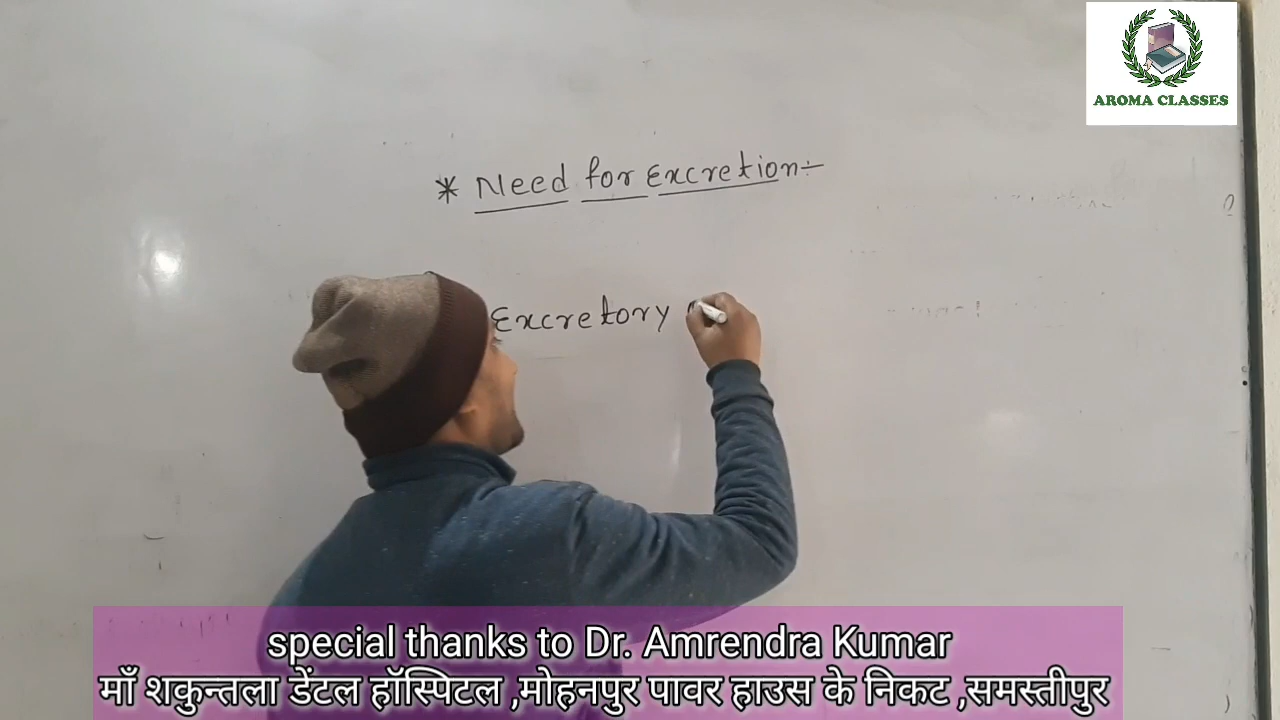 AROMA CLASSES
* Need for Excretion:-
Excretory
special thanks to Dr. Amrendra Kumar
माँ शकुन्तला डेंटल हॉस्पिटल ,मोहनपुर पावर हाउस के निकट ,समस्तीपुर